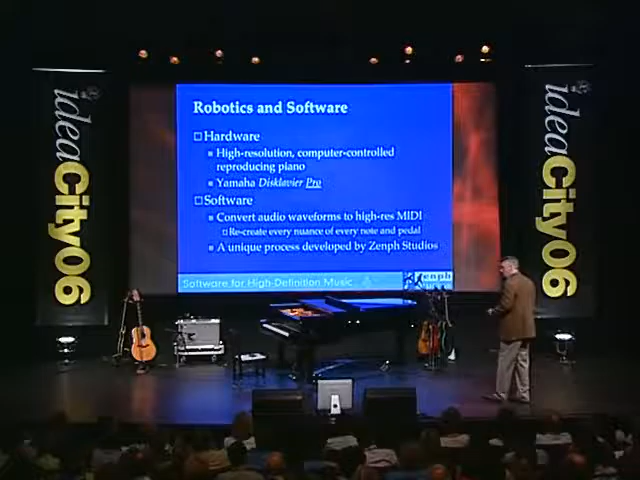 ideaCity06
Robotics and Software
Hardware
High-resolution, computer-controlled
reproducing piano
Yamaha Disklavier Pro
Software
Convert audio waveforms to high-res MIDI
Re-create every nuance of every note and pedal
A unique process developed by Zenph Studios
Software for High-Definition Music
ideaCity06